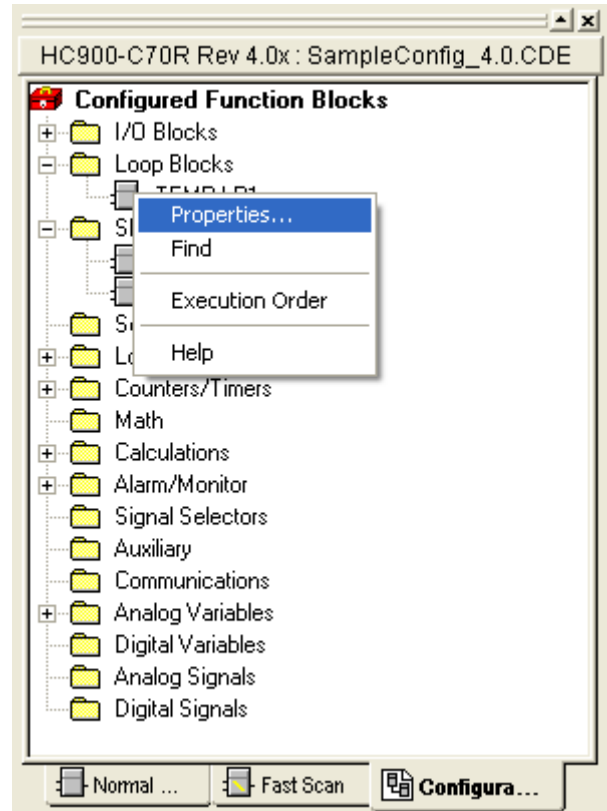 HC900-C70R Rev 4.0x : SampleConfig_4.0.CDE
Configured Function Blocks
I/O Blocks
Loop Blocks
Properties...
Find
Execution Order
Help
Counters/Timers
Math
Calculations
Alarm/Monitor
Signal Selectors
Auxiliary
Communications
Analog Variables
Digital Variables
Analog Signals
Digital Signals
Normal ... Fast Scan Configura...